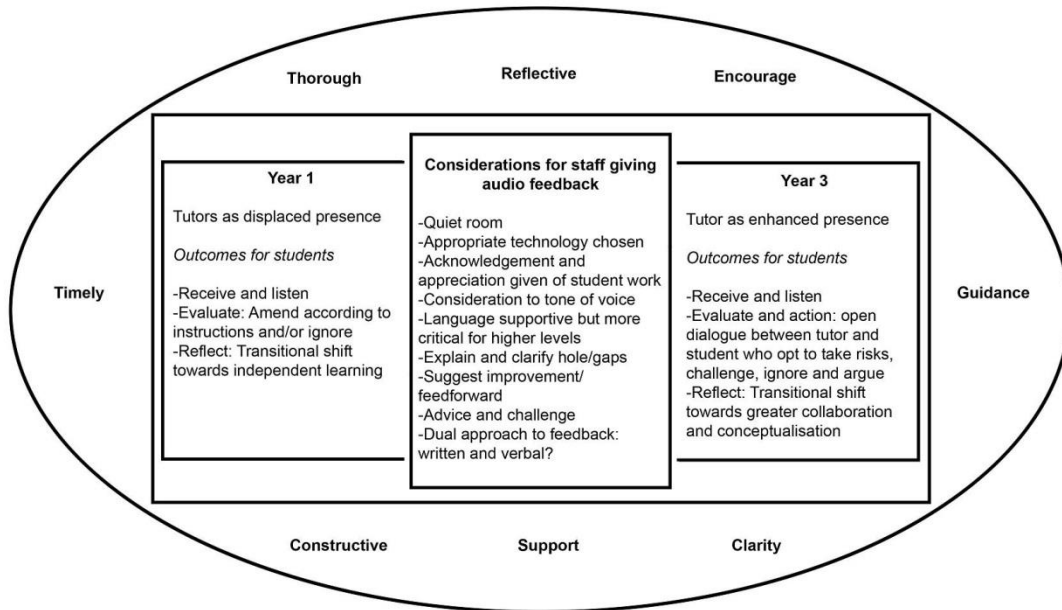 Thorough
Reflective
Encourage
Timely
Year 1
Tutors as displaced presence
Outcomes for students
-Receive and listen
-Evaluate: Amend according to
instructions and/or ignore
-Reflect: Transitional shift
towards independent learning
Considerations for staff giving
audio feedback
-Quiet room
-Appropriate technology chosen
-Acknowledgement and
appreciation given of student work
-Consideration to tone of voice
-Language supportive but more
critical for higher levels
-Explain and clarify hole/gaps
-Suggest improvement/
feedforward
-Advice and challenge
-Dual approach to feedback:
written and verbal?
Year 3
Tutor as enhanced presence
Outcomes for students
-Receive and listen
-Evaluate and action: open
dialogue between tutor and
student who opt to take risks,
challenge, ignore and argue
-Reflect: Transitional shift
towards greater collaboration
and conceptualisation
Guidance
Constructive
Support
Clarity